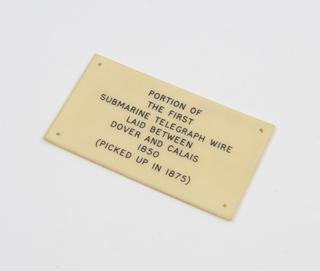 PORTION OF
THE FIRST
SUBMARINE TELEGRAPH WIRE
LAID BETWEEN
DOVER AND CALAIS
1850
(PICKED UP IN 1875)